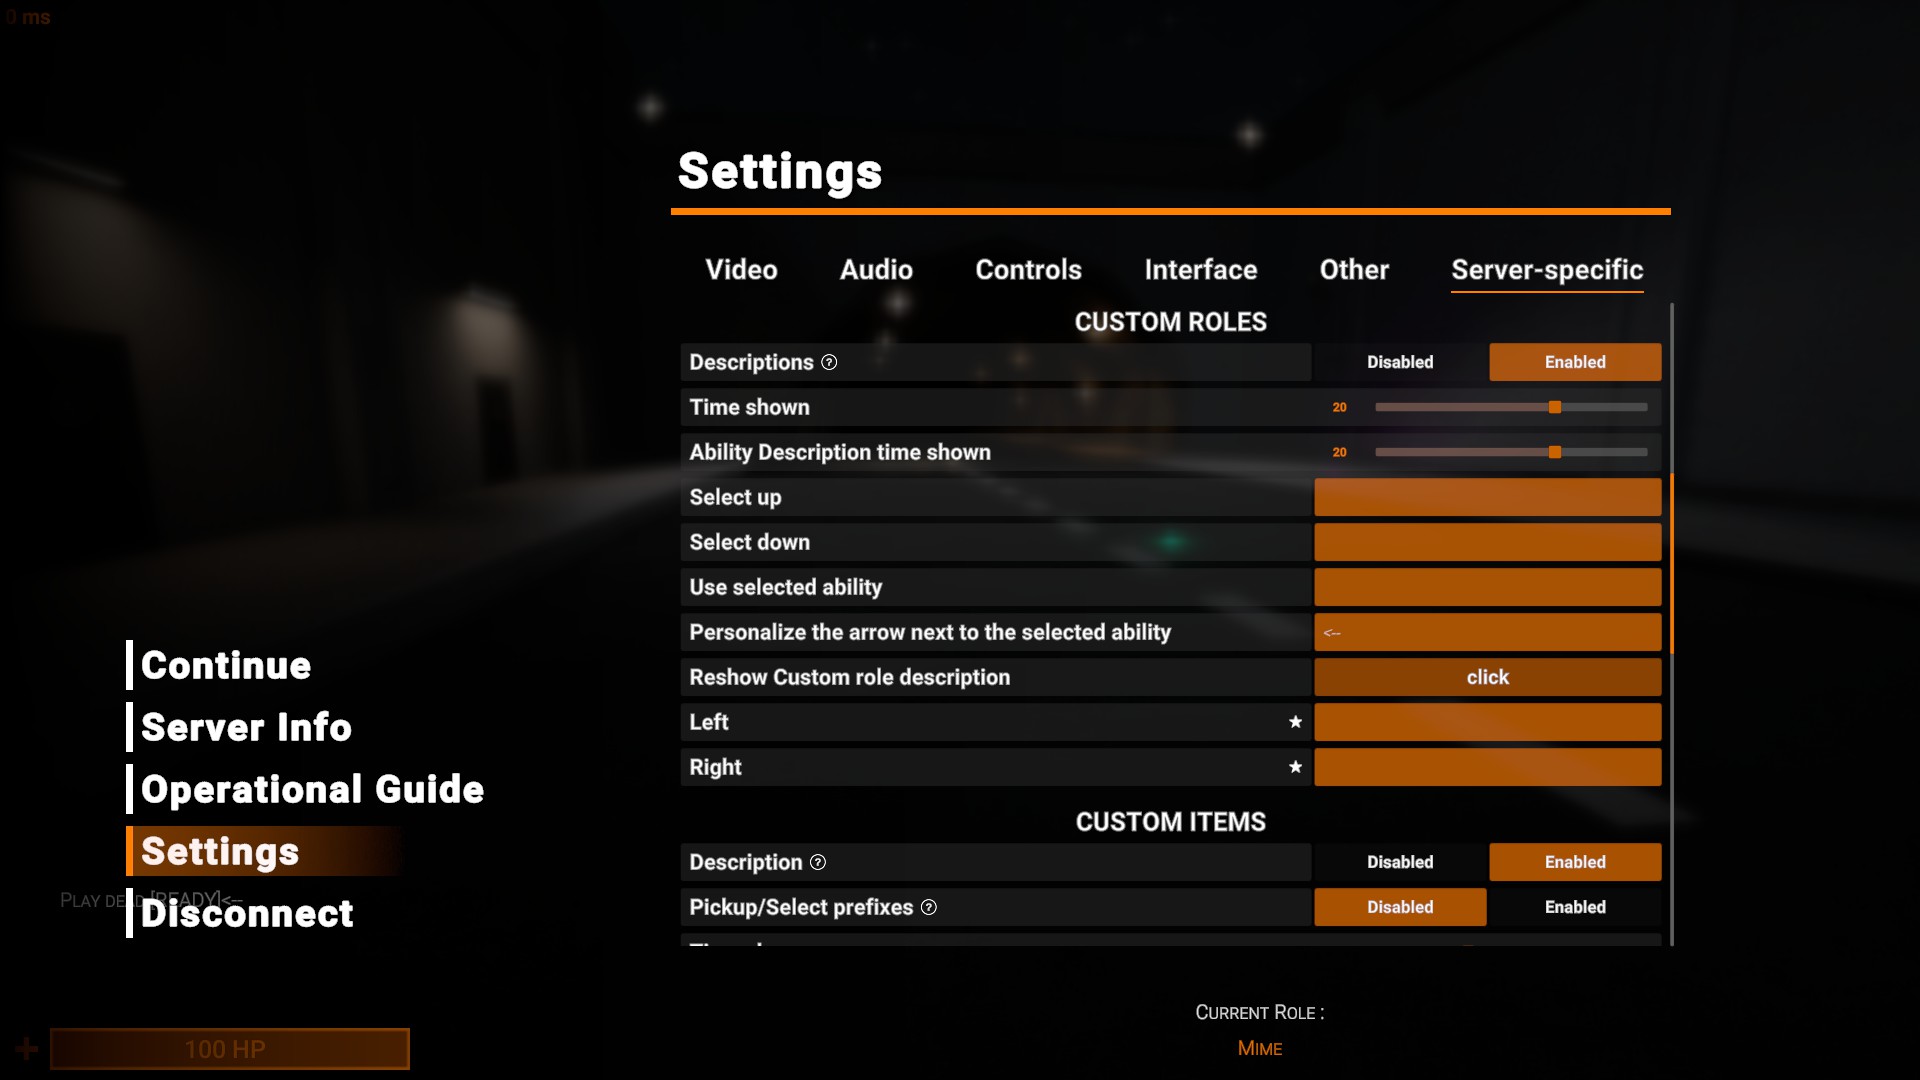 0 ms
Settings
Video Audio Controls Interface Other Server-specific
CUSTOM ROLES
Descriptions ? Disabled Enabled
Time shown 20
Ability Description time shown 20
Select up
Select down
Use selected ability
Personalize the arrow next to the selected ability <--
Reshow Custom role description click
Left ★
Right ★
CUSTOM ITEMS
Description ? Disabled Enabled
Pickup/Select prefixes ? Disabled Enabled
Continue
Server Info
Operational Guide
Settings
PLAY DEAD [READY]<--
Disconnect
100 HP
CURRENT ROLE :
MIME